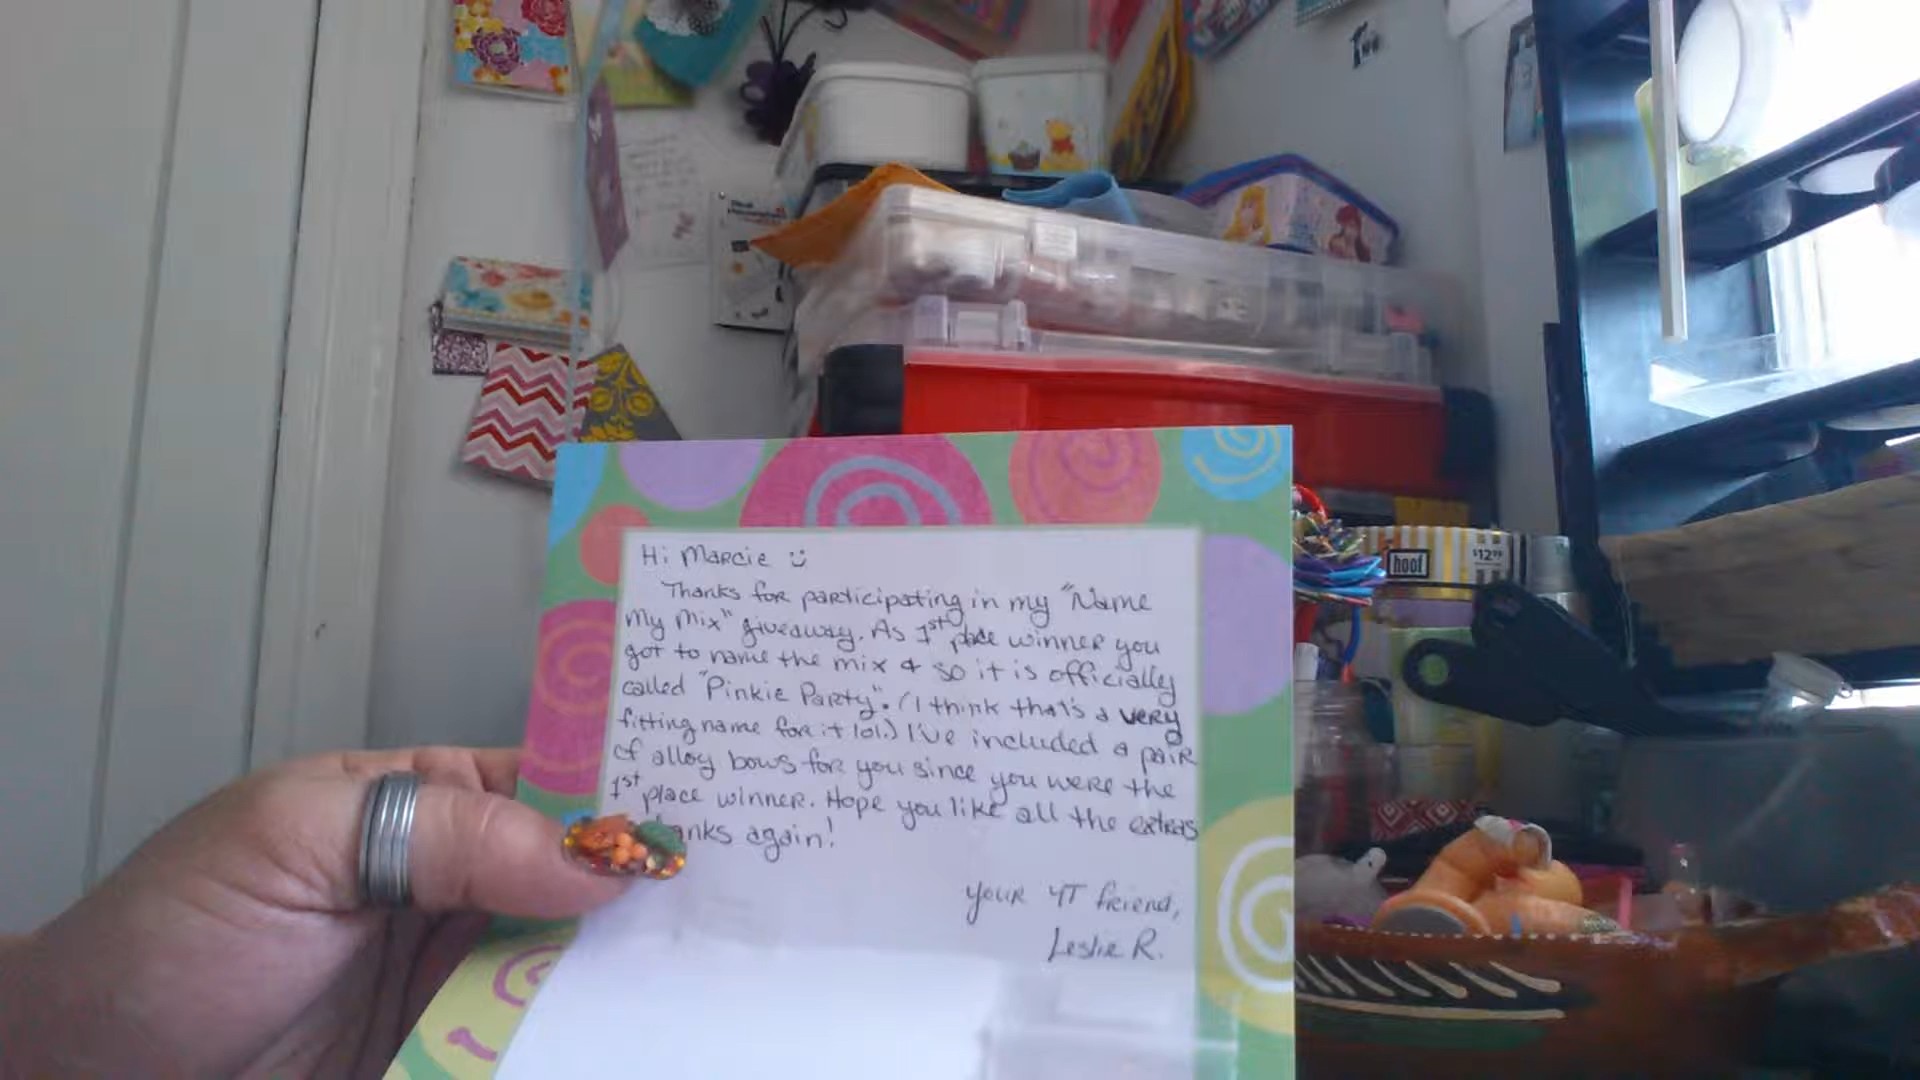 Hi Marcie :)
Thanks for participating in my "Name
My Mix" giveaway. As 1st place winner you
got to name the mix & so it is officially
called "Pinkie Party". (I think that's a very
fitting name for it lol.) I've included a pair
of alloy bows for you since you were the
1st place winner. Hope you like all the extras
hanks again!
Your YT friend,
Leslie R.
hoof
$12.99